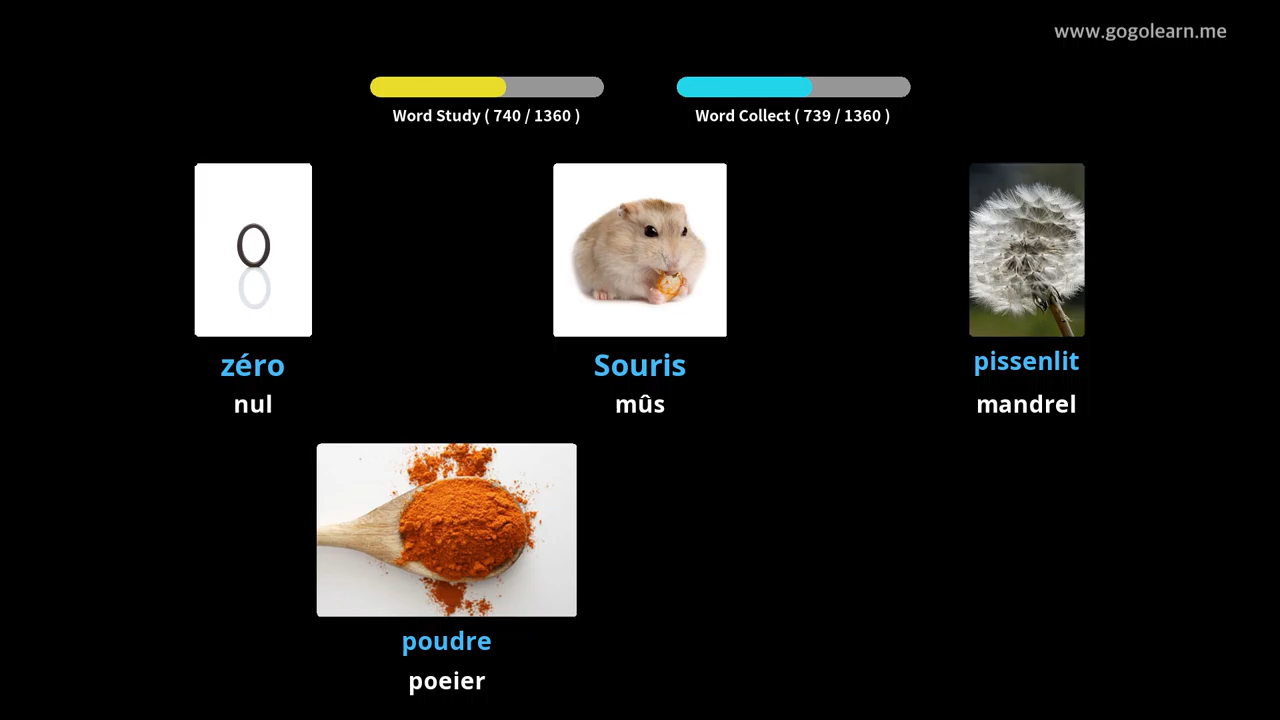 www.gogolearn.me
Word Study ( 740 / 1360 )
Word Collect ( 739 / 1360 )
zéro
nul
Souris
mûs
pissenlit
mandrel
poudre
poeier